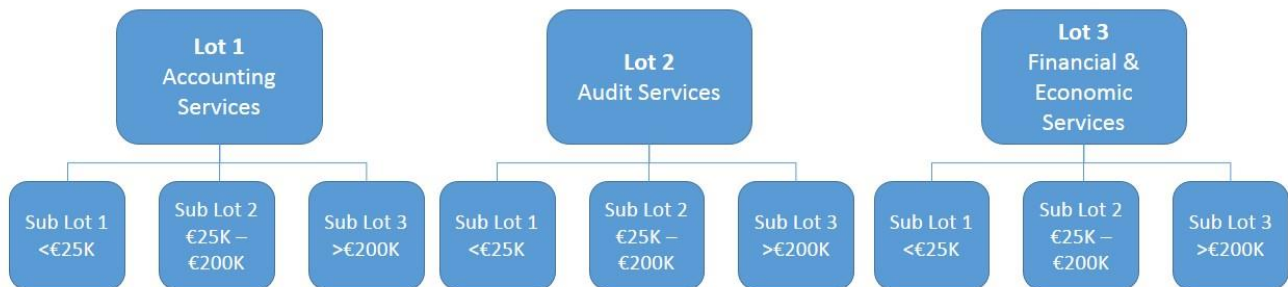 Lot 1
Accounting
Services
Lot 2
Audit Services
Lot 3
Financial &
Economic
Services
Sub Lot 1
<€25K
Sub Lot 2
€25K –
€200K
Sub Lot 3
>€200K
Sub Lot 1
<€25K
Sub Lot 2
€25K –
€200K
Sub Lot 3
>€200K
Sub Lot 1
<€25K
Sub Lot 2
€25K –
€200K
Sub Lot 3
>€200K